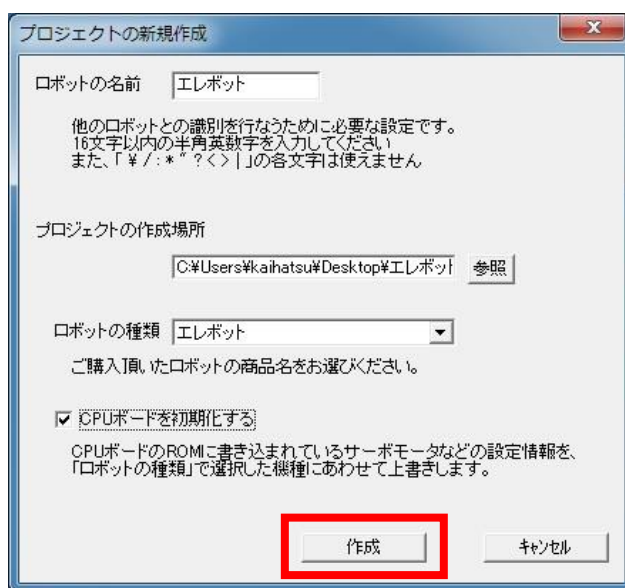 プロジェクトの新規作成
ロボットの名前 エレボット
他のロボットとの識別を行なうために必要な設定です。
16文字以内の半角英数字を入力してください
また、「¥/:*"?<>|」の各文字は使えません
プロジェクトの作成場所
C:¥Users¥kaihatsu¥Desktop¥エレボット 参照
ロボットの種類 エレボット
ご購入頂いたロボットの商品名をお選びください。
CPUボードを初期化する
CPUボードのROMに書き込まれているサーボモータなどの設定情報を、
「ロボットの種類」で選択した機種にあわせて上書きします。
作成 キャンセル